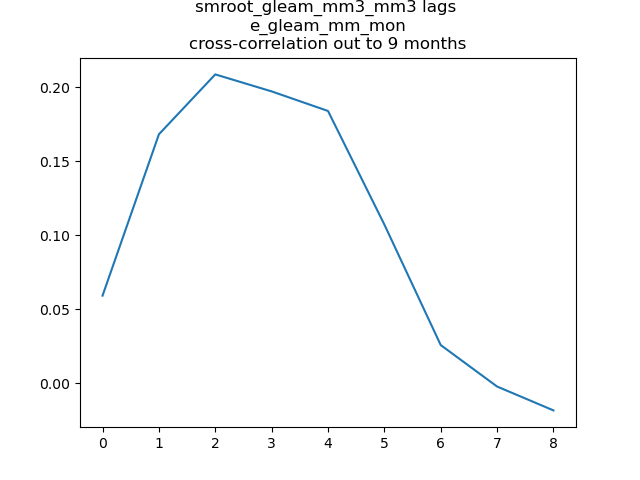 smroot_gleam_mm3_mm3 lags
e_gleam_mm_mon
cross-correlation out to 9 months
0.20
0.15
0.10
0.05
0.00
0 1 2 3 4 5 6 7 8